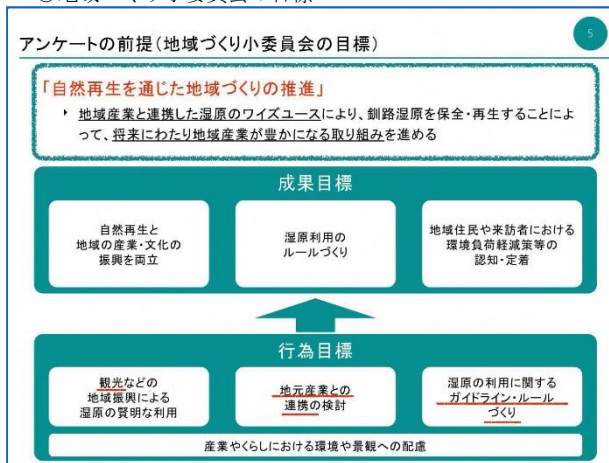 アンケートの前提(地域づくり小委員会の目標)
5
「自然再生を通じた地域づくりの推進」
‣ 地域産業と連携した湿原のワイズユースにより、釧路湿原を保全・再生することによ
って、将来にわたり地域産業が豊かになる取り組みを進める
成果目標
自然再生と
地域の産業・文化の
振興を両立
湿原利用の
ルールづくり
地域住民や来訪者における
環境負荷軽減策等の
認知・定着
行為目標
観光などの
地域振興による
湿原の賢明な利用
地元産業との
連携の検討
湿原の利用に関する
ガイドライン・ルール
づくり
産業やくらしにおける環境や景観への配慮